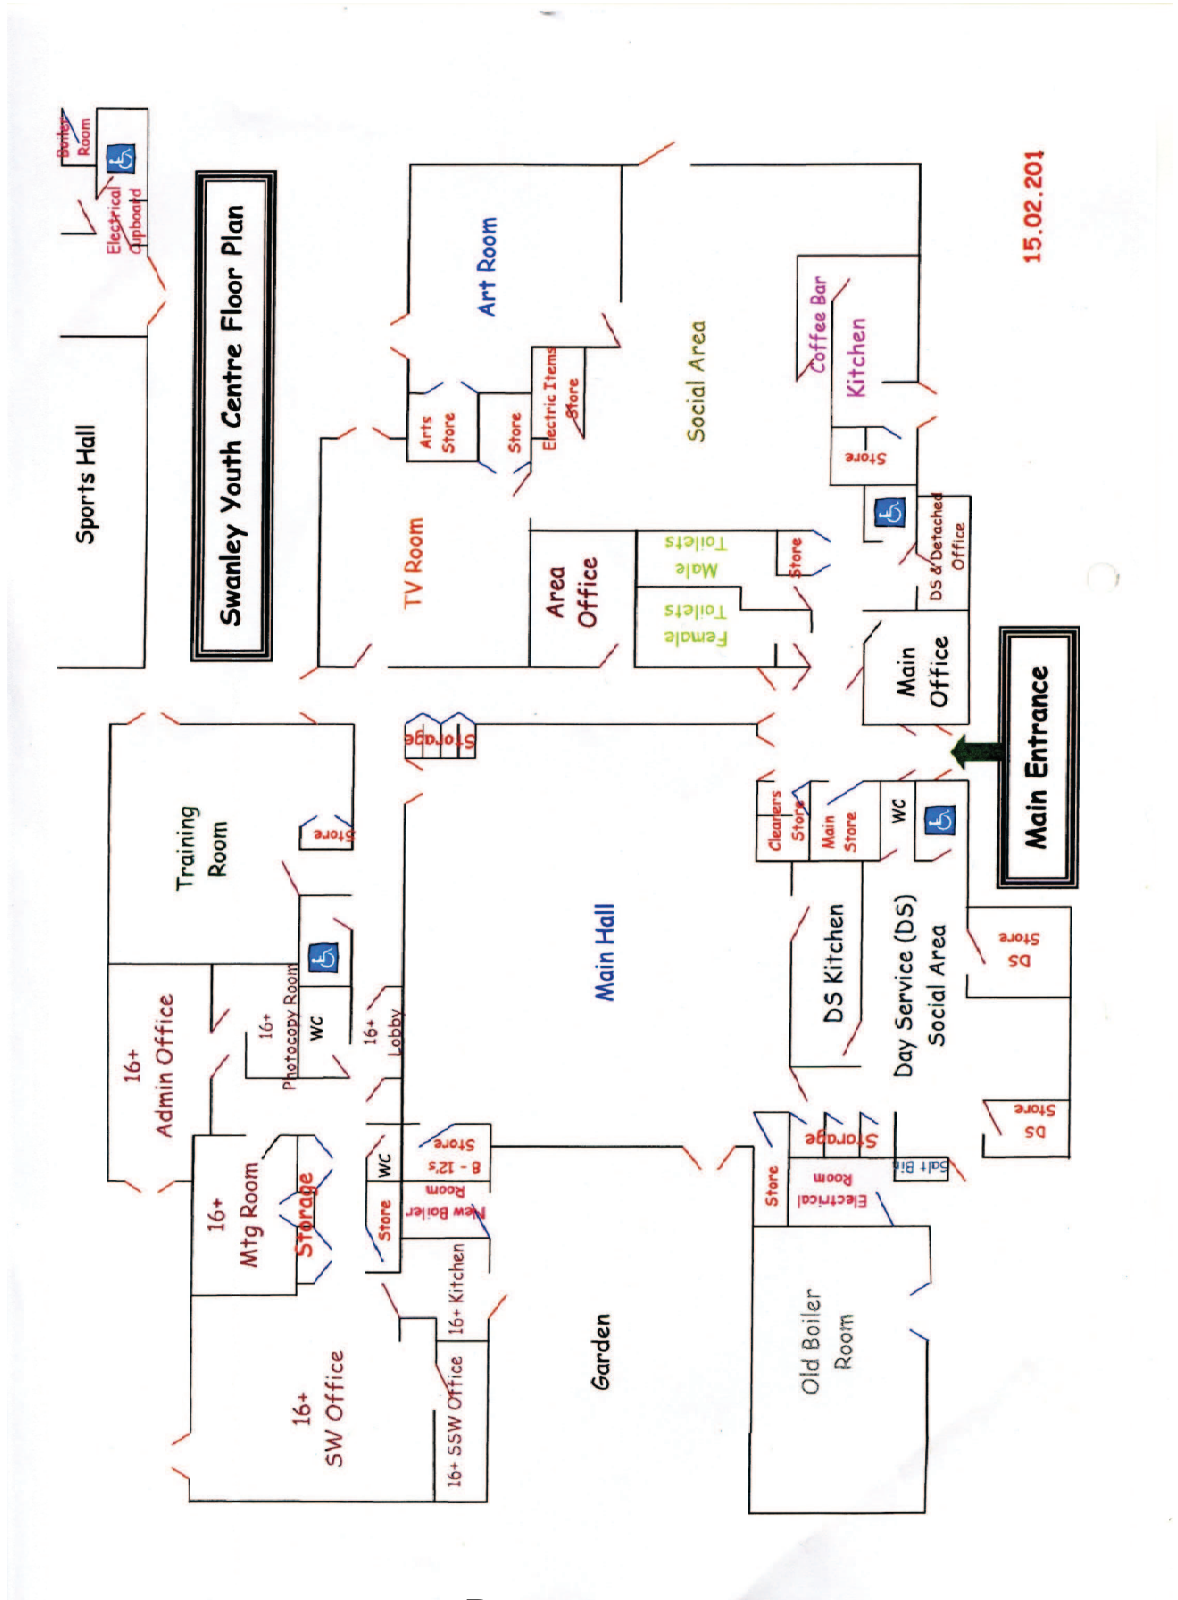 Swanley Youth Centre Floor Plan
15.02.201
Boiler
Room
Electrical
Cupboard
Sports Hall
Art Room
Arts
Store
Store
Electric Items
Store
Social Area
Coffee Bar
Kitchen
Store
TV Room
Area
Office
Male
Toilets
Female
Toilets
Store
DS & Detached
Office
Main
Office
Main Entrance
Training
Room
Store
Storage
Main Hall
Cleaners
Store
Main
Store
WC
DS Kitchen
Day Service (DS)
Social Area
DS
Store
DS
Store
16+
Admin Office
16+
Photocopy Room
WC
16+
Lobby
16+
Mtg Room
Storage
WC
Store
8 - 12's
Store
New Boiler
Room
16+ Kitchen
16+
SW Office
16+ SSW Office
Garden
Store
Storage
Electrical
Room
Salt Bin
Old Boiler
Room